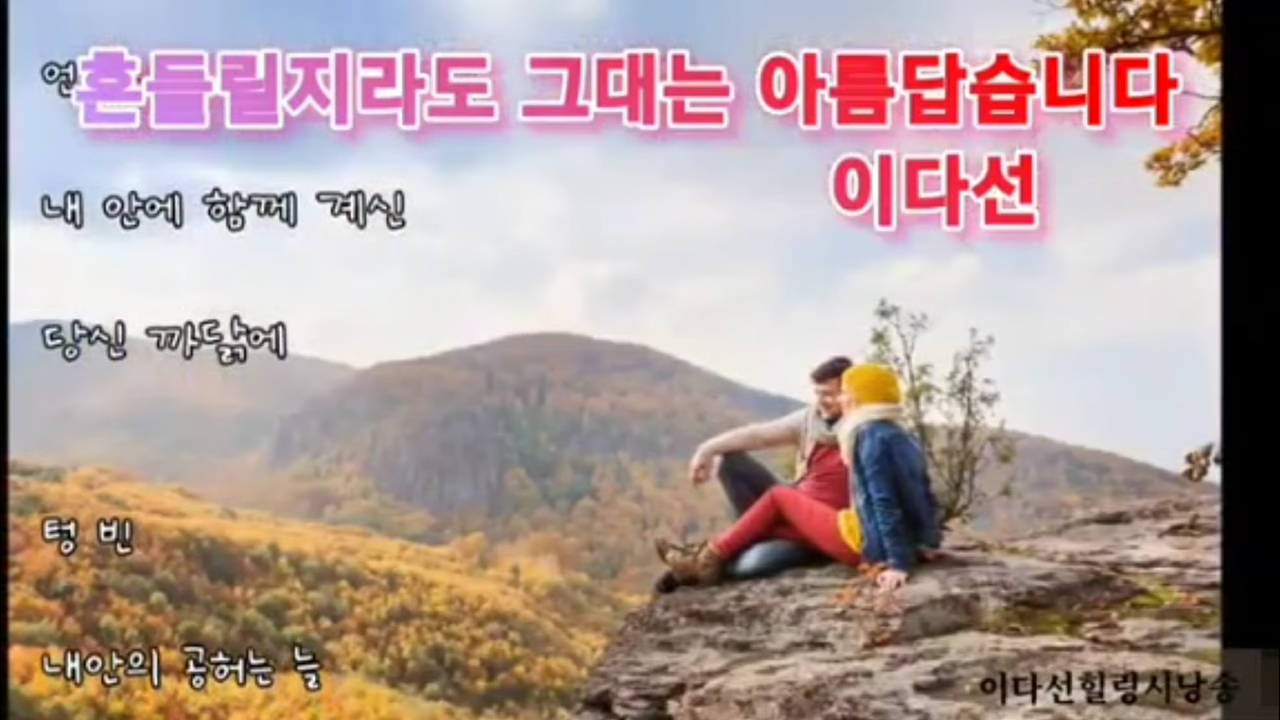 흔들릴지라도 그대는 아름답습니다
이다선
내 안에 함께 계신
당신 까닭에
텅 빈
내안의 공허는 늘
이다선힐링시낭송